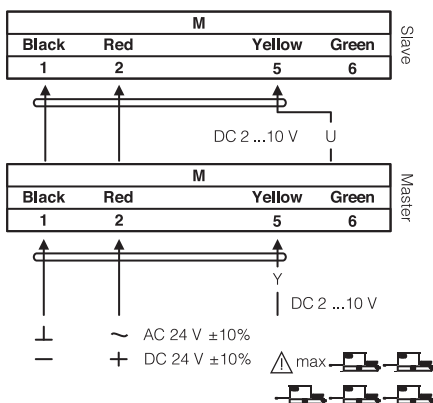 M
Black Red Yellow Green
1 2 5 6
Slave
DC 2 ...10 V U
M
Black Red Yellow Green
1 2 5 6
Master
Y
DC 2 ...10 V
⊥ ~ AC 24 V ±10%
− + DC 24 V ±10%
max